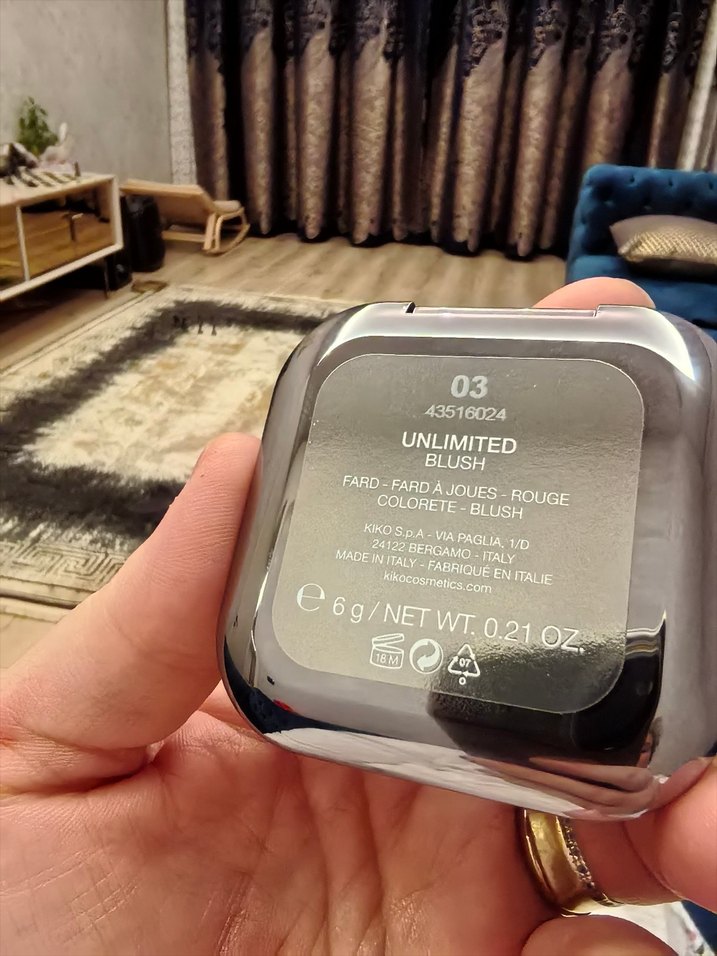 03
43516024
UNLIMITED
BLUSH
FARD - FARD À JOUES - ROUGE
COLORETE - BLUSH
KIKO S.p.A - VIA PAGLIA, 1/D
24122 BERGAMO - ITALY
MADE IN ITALY - FABRIQUÉ EN ITALIE
kikocosmetics.com
℮ 6 g / NET WT. 0.21 OZ.
18 M
07